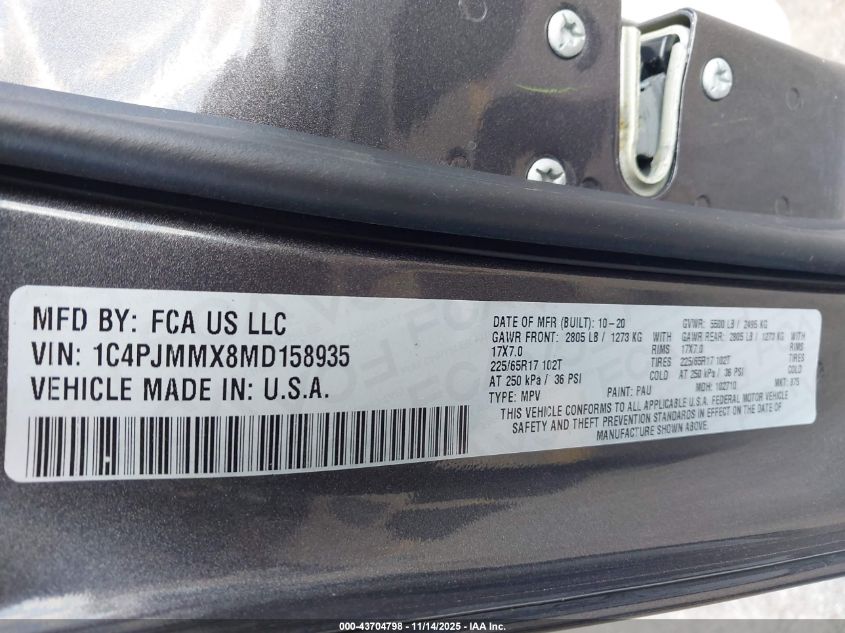 MFD BY: FCA US LLC
VIN: 1C4PJMMX8MD158935
VEHICLE MADE IN: U.S.A.
DATE OF MFR (BUILT): 10-20 GVWR: 5500 LB / 2495 KG
GAWR FRONT: 2805 LB / 1273 KG WITH GAWR REAR: 2805 LB / 1273 KG WITH
17X7.0 RIMS 17X7.0 RIMS
225/65R17 102T TIRES 225/65R17 102T TIRES
AT 250 kPa / 36 PSI COLD AT 250 kPa / 36 PSI COLD
TYPE: MPV PAINT: PAU MDH: 102710 MKT: 875
THIS VEHICLE CONFORMS TO ALL APPLICABLE U.S.A. FEDERAL MOTOR VEHICLE
SAFETY AND THEFT PREVENTION STANDARDS IN EFFECT ON THE DATE OF
MANUFACTURE SHOWN ABOVE.
000-43704798 - 11/14/2025 - IAA Inc.